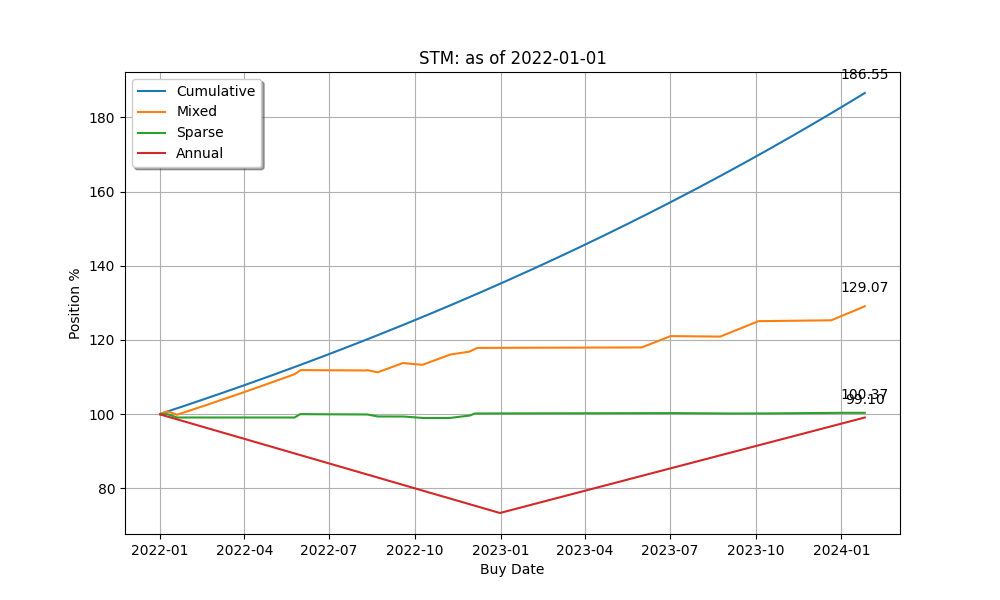 STM: as of 2022-01-01
186.55
Cumulative
Mixed
Sparse
Annual
180
160
140
120
100
80
129.07
100.37
99.10
Position %
2022-01 2022-04 2022-07 2022-10 2023-01 2023-04 2023-07 2023-10 2024-01
Buy Date